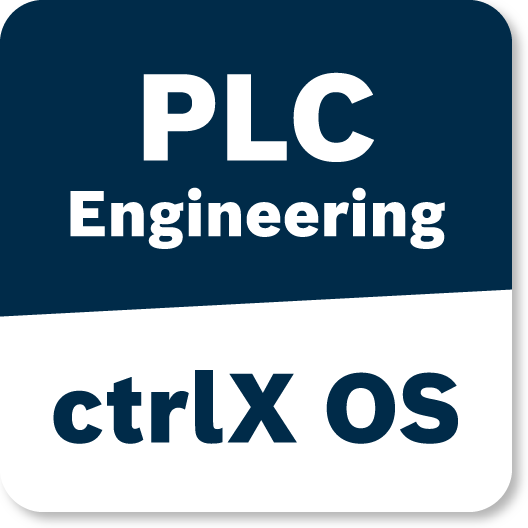 PLC
Engineering
ctrlX OS